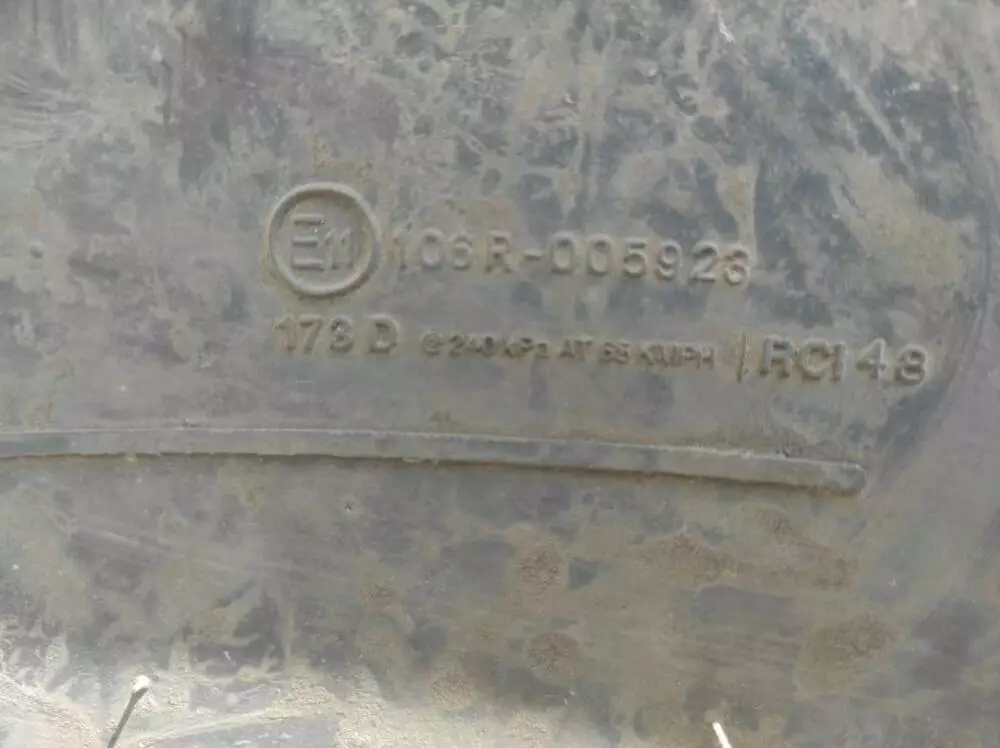 E11 106R-005923
173 D @ 240 kPa AT 65 KMPH | RCI 48